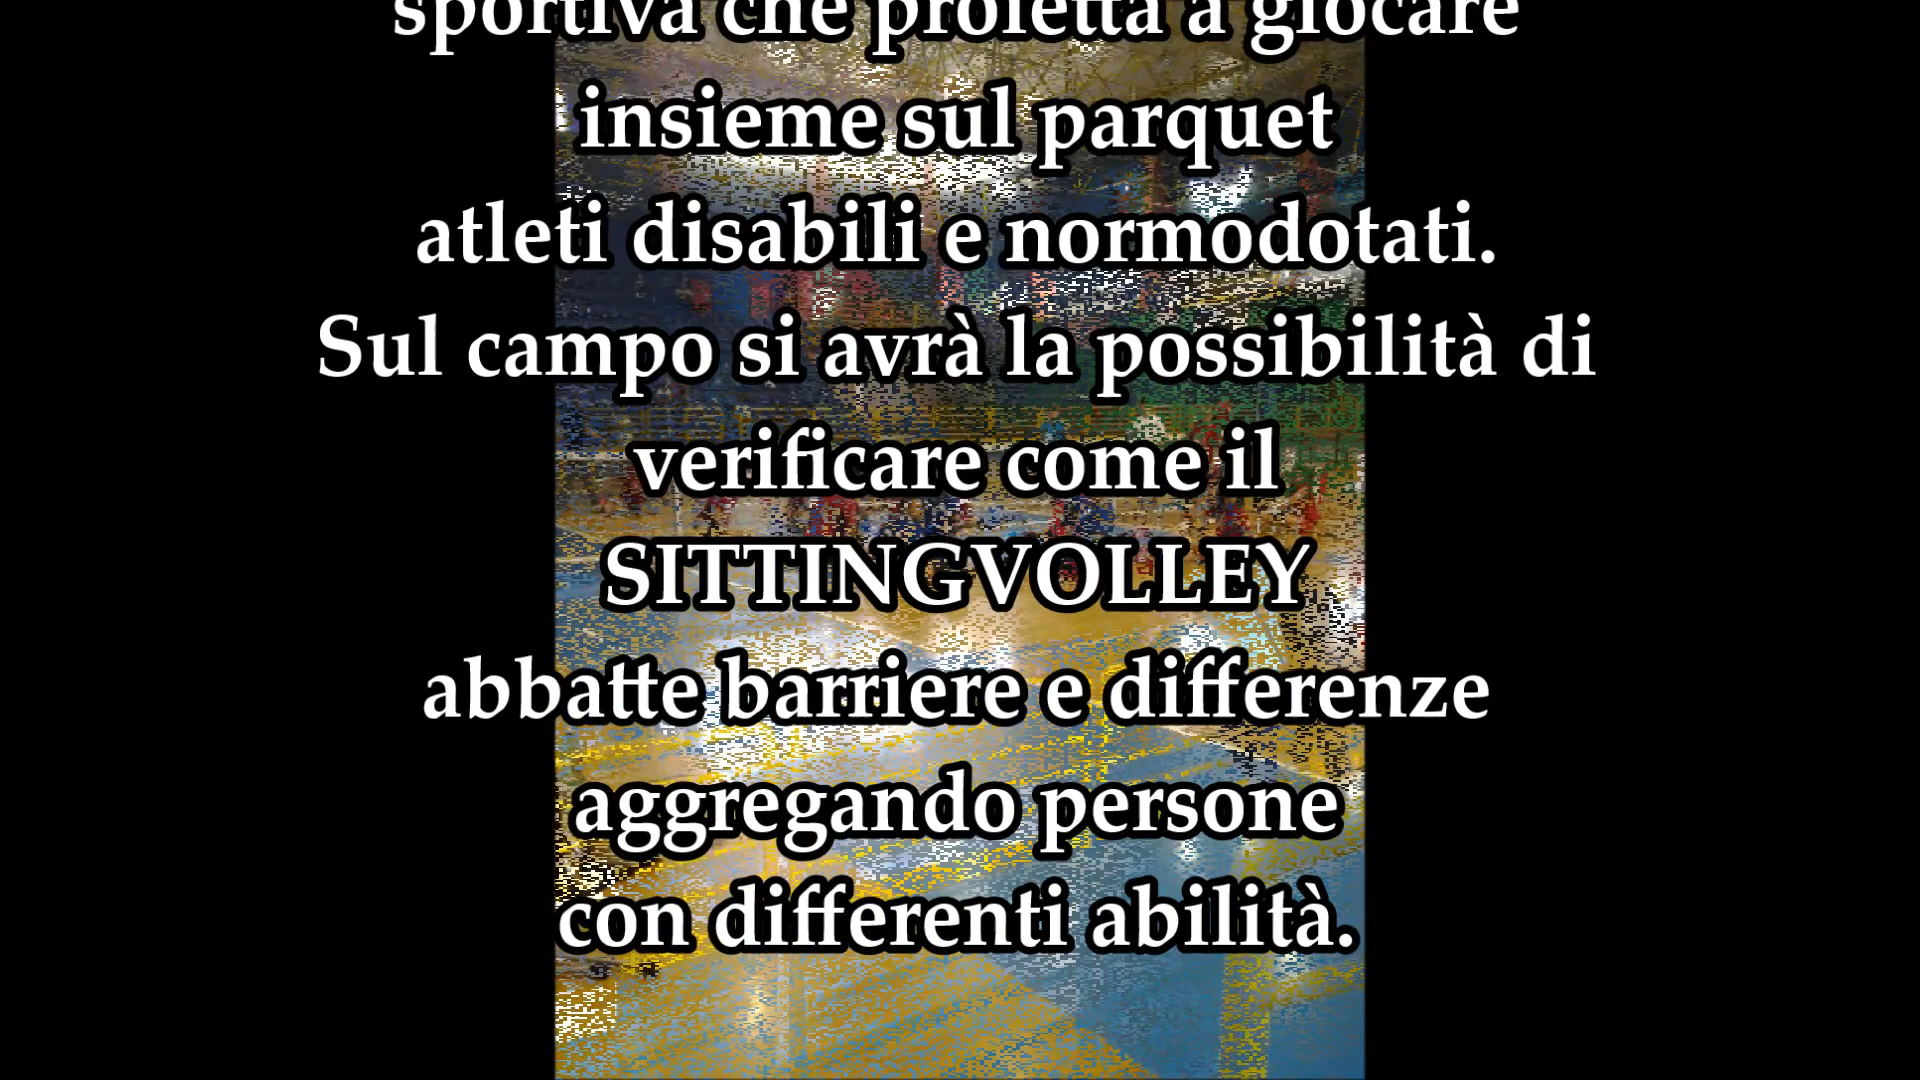 sportiva che proietta a giocare
insieme sul parquet
atleti disabili e normodotati.
Sul campo si avrà la possibilità di
verificare come il
SITTINGVOLLEY
abbatte barriere e differenze
aggregando persone
con differenti abilità.